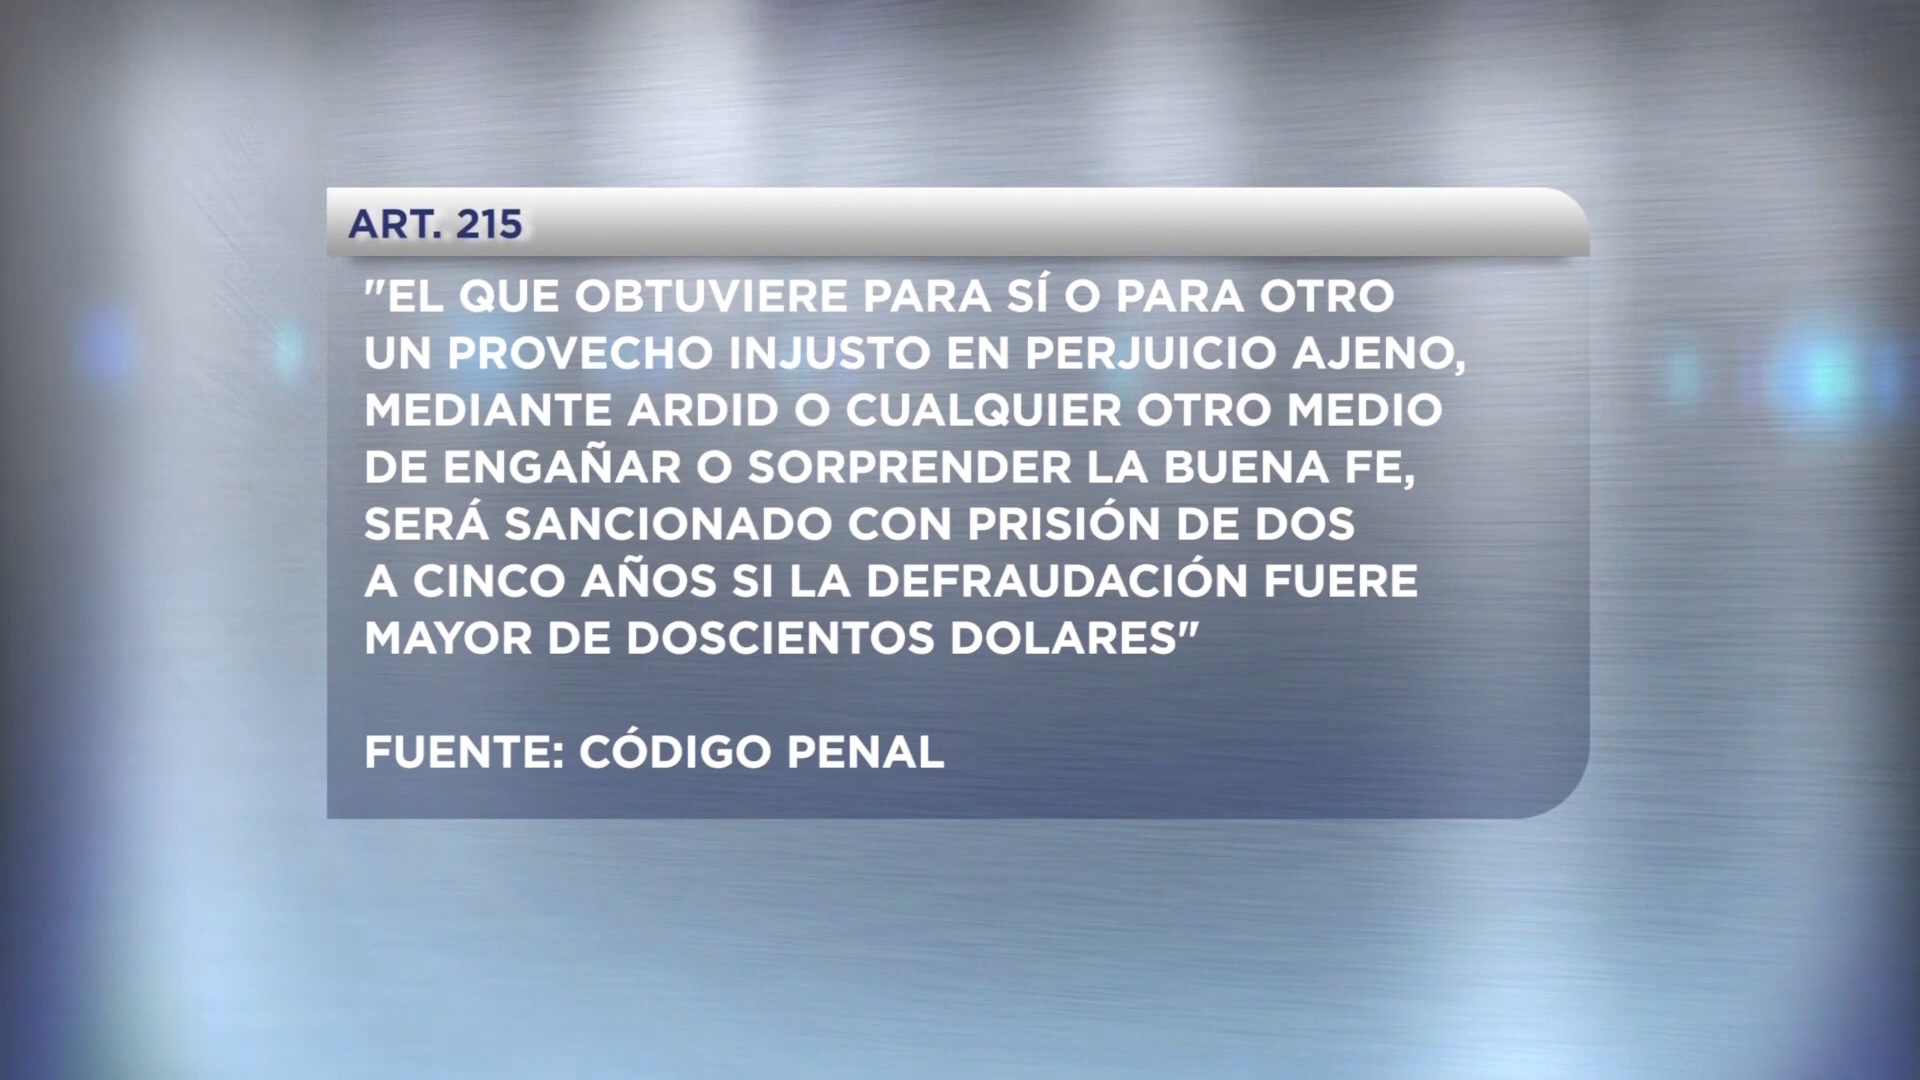 ART. 215
"EL QUE OBTUVIERE PARA SÍ O PARA OTRO
UN PROVECHO INJUSTO EN PERJUICIO AJENO,
MEDIANTE ARDID O CUALQUIER OTRO MEDIO
DE ENGAÑAR O SORPRENDER LA BUENA FE,
SERÁ SANCIONADO CON PRISIÓN DE DOS
A CINCO AÑOS SI LA DEFRAUDACIÓN FUERE
MAYOR DE DOSCIENTOS DOLARES"
FUENTE: CÓDIGO PENAL